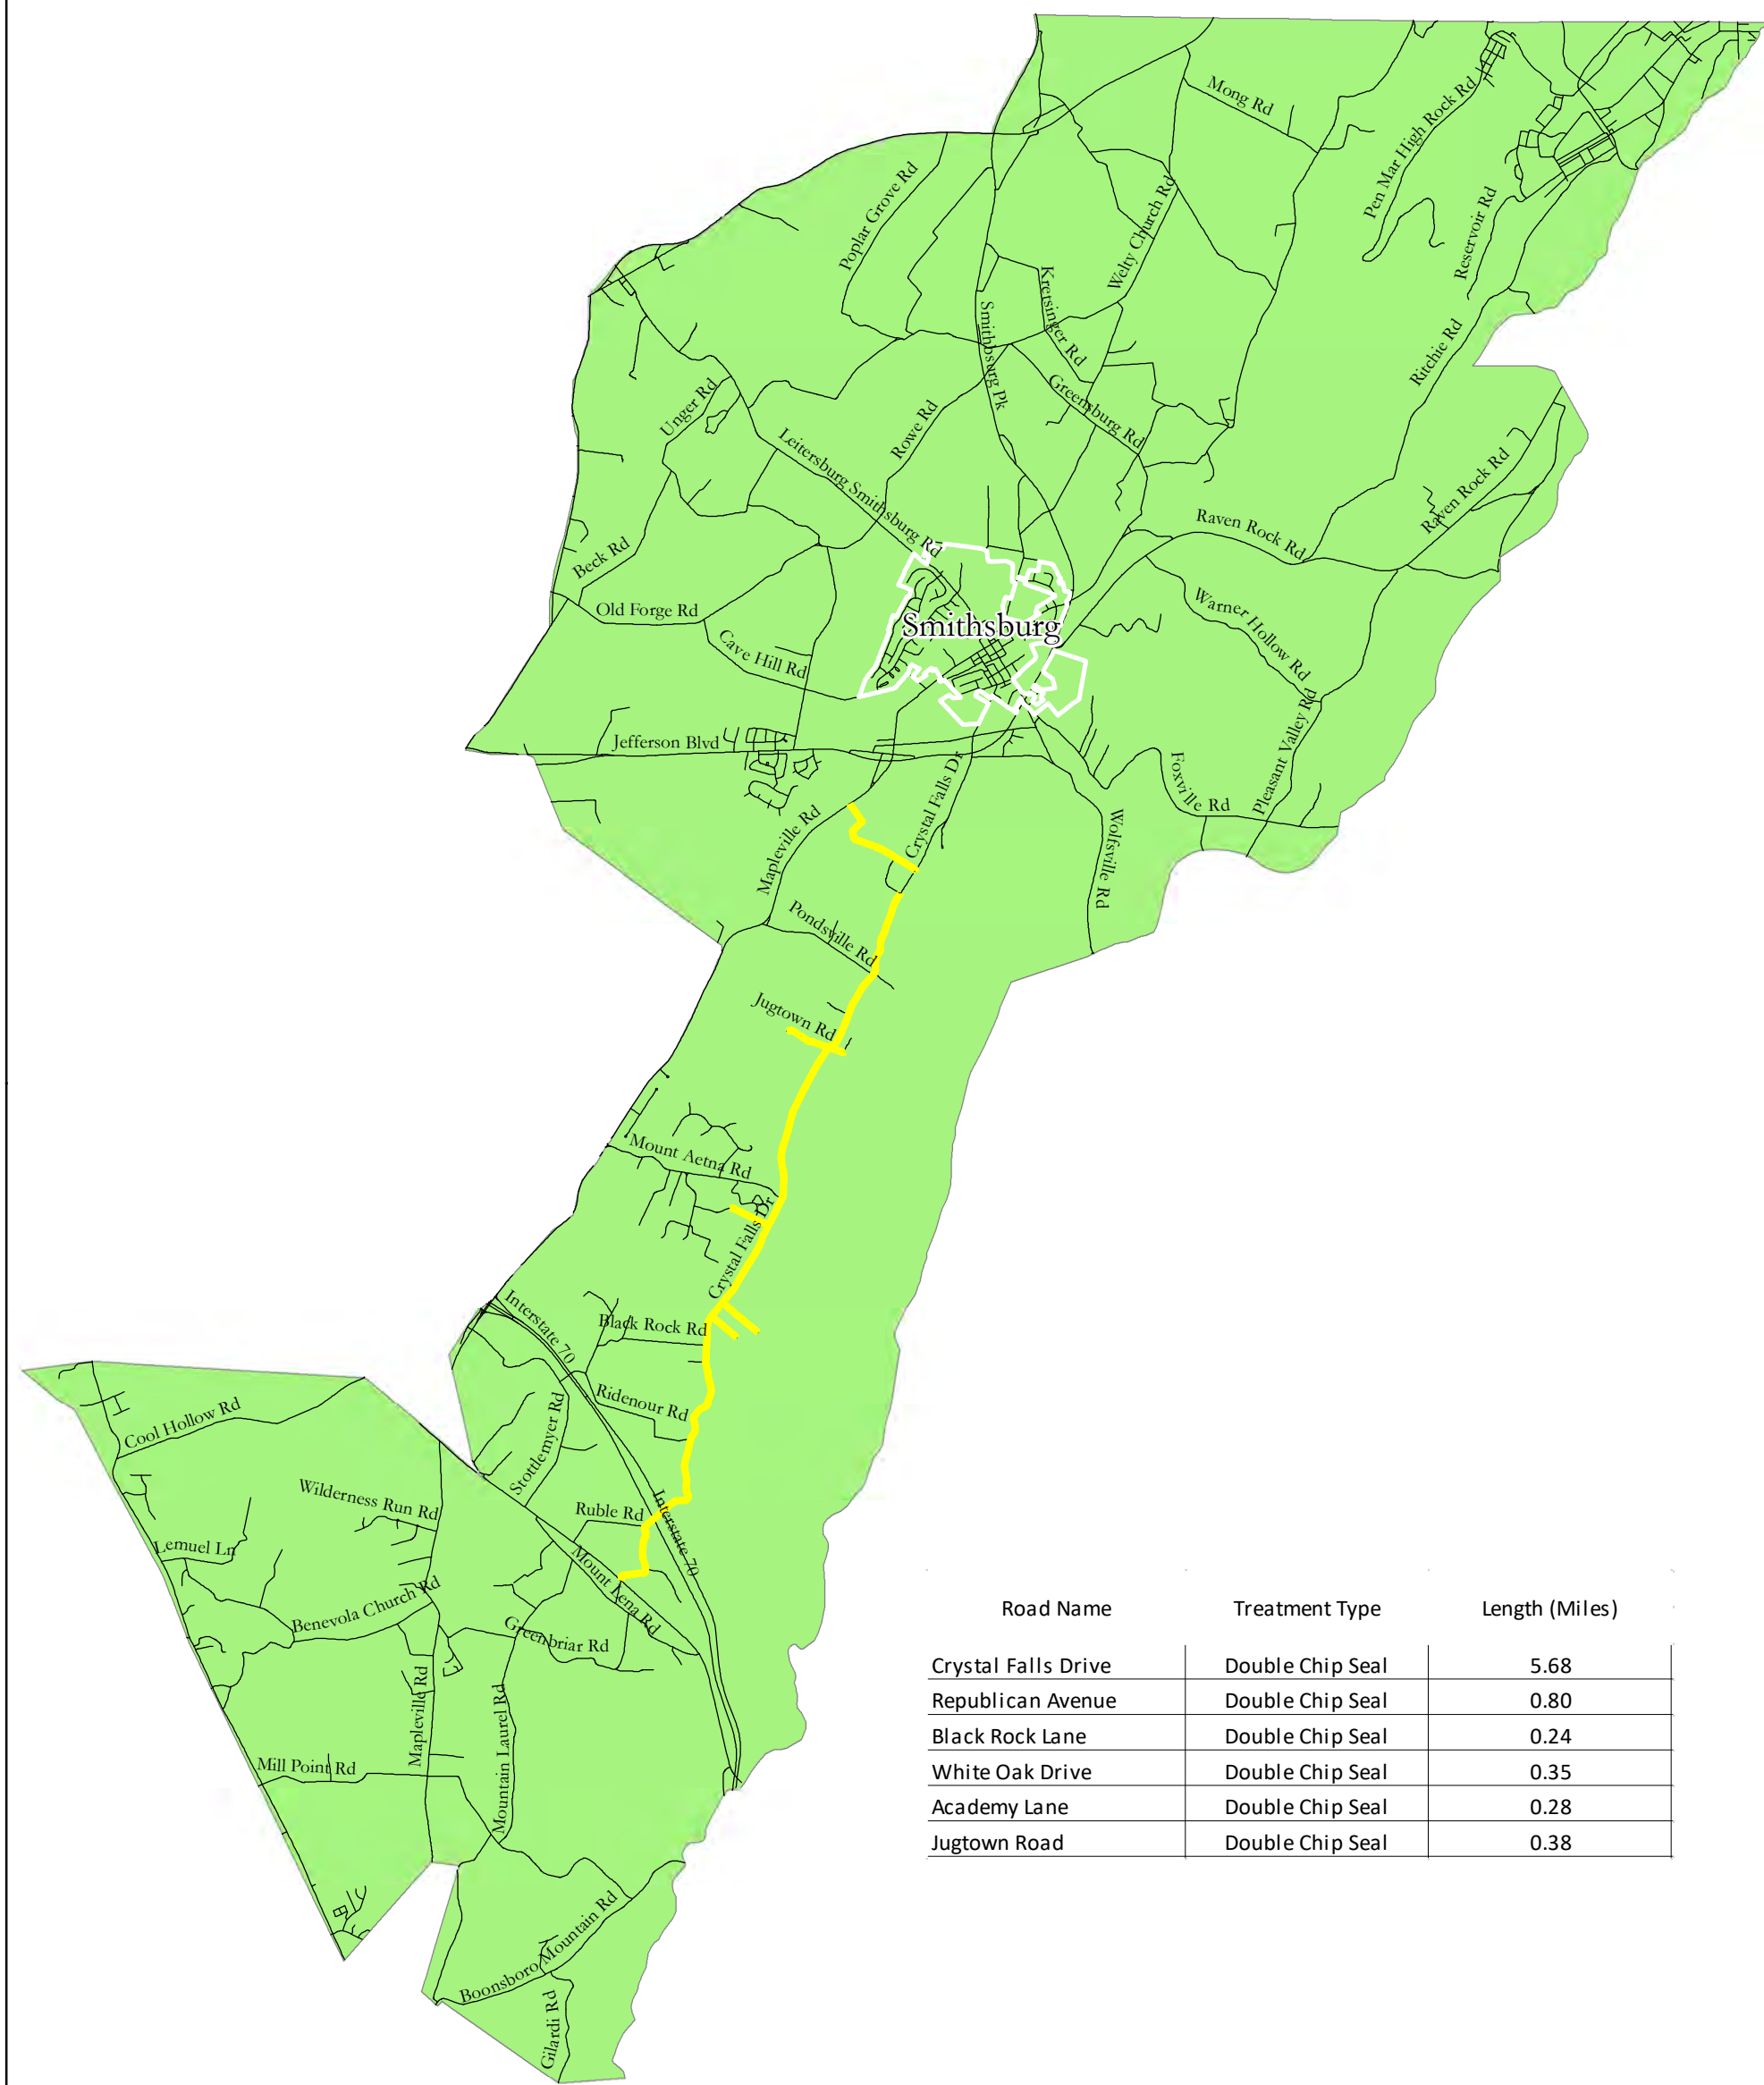 Mong Rd
Pen Mar High Rock Rd
Poplar Grove Rd
Welty Church Rd
Reservoir Rd
Kretsinger Rd
Smithsburg Pk
Ritchie Rd
Greensburg Rd
Unger Rd
Rowe Rd
Leitersburg Smithsburg Rd
Raven Rock Rd
Raven Rock Rd
Beck Rd
Old Forge Rd
Warner Hollow Rd
Smithsburg
Cave Hill Rd
Pleasant Valley Rd
Jefferson Blvd
Foxville Rd
Crystal Falls Dr
Mapleville Rd
Wolfsville Rd
Pondsville Rd
Jugtown Rd
Mount Aetna Rd
Crystal Falls Dr
Interstate 70
Black Rock Rd
Ridenour Rd
Cool Hollow Rd
Stottlemyer Rd
Wilderness Run Rd
Ruble Rd
Interstate 70
Lemuel Ln
Mount Lena Rd
Benevola Church Rd
Greenbriar Rd
Mapleville Rd
Mountain Laurel Rd
Mill Point Rd
Boonsboro Mountain Rd
Gilardi Rd
Road Name Treatment Type Length (Miles)
Crystal Falls Drive Double Chip Seal 5.68
Republican Avenue Double Chip Seal 0.80
Black Rock Lane Double Chip Seal 0.24
White Oak Drive Double Chip Seal 0.35
Academy Lane Double Chip Seal 0.28
Jugtown Road Double Chip Seal 0.38